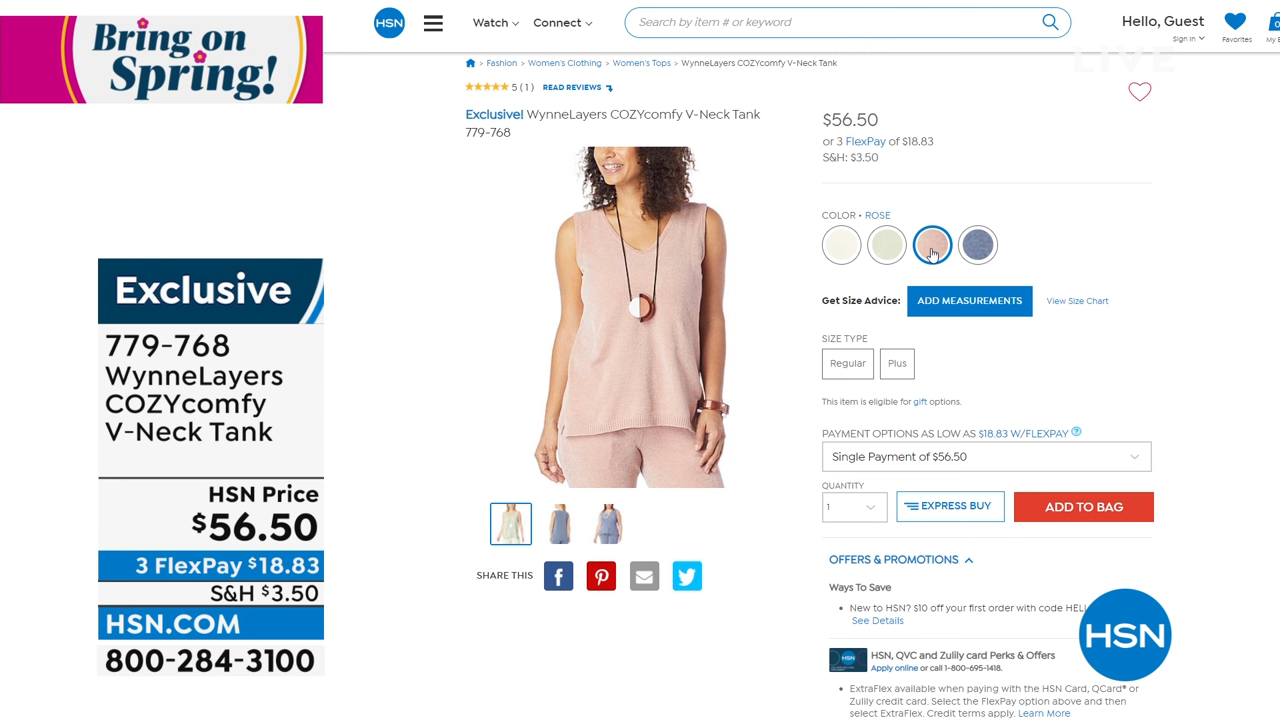 Bring on
Spring!
Exclusive
779-768
WynneLayers
COZYcomfy
V-Neck Tank
HSN Price
$56.50
3 FlexPay $18.83
S&H $3.50
HSN.COM
800-284-3100
HSN
Watch
Connect
Search by item # or keyword
Hello, Guest
Sign In
Favorites
0
LIVE
> Fashion > Women's Clothing > Women's Tops > WynneLayers COZYcomfy V-Neck Tank
5 ( 1 ) READ REVIEWS
Exclusive! WynneLayers COZYcomfy V-Neck Tank
779-768
$56.50
or 3 FlexPay of $18.83
S&H: $3.50
COLOR • ROSE
Get Size Advice: ADD MEASUREMENTS View Size Chart
SIZE TYPE
Regular Plus
This item is eligible for gift options.
PAYMENT OPTIONS AS LOW AS $18.83 W/FLEXPAY ?
Single Payment of $56.50
QUANTITY
1
EXPRESS BUY
ADD TO BAG
SHARE THIS
OFFERS & PROMOTIONS
Ways To Save
• New to HSN? $10 off your first order with code
See Details
HSN
HSN, QVC and Zulily card Perks & Offers
Apply online or call 1-800-695-1418.
• ExtraFlex available when paying with the HSN Card, QCard® or
Zulily credit card. Select the FlexPay option above and then
select ExtraFlex. Credit terms apply. Learn More
HSN